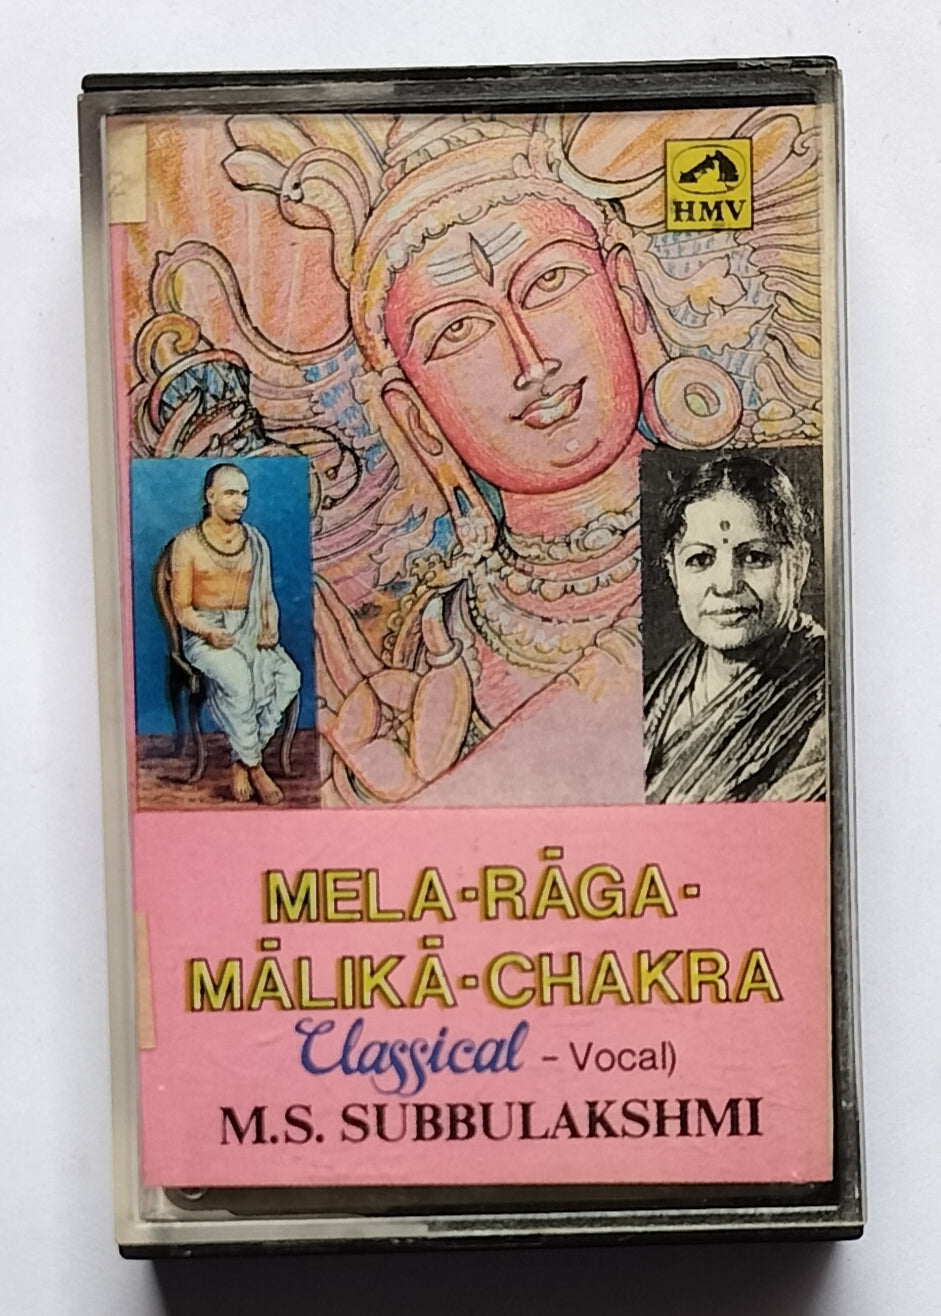 HMV
MELA·RĀGA·
MĀLIKĀ·CHAKRA
Classical - Vocal)
M.S. SUBBULAKSHMI